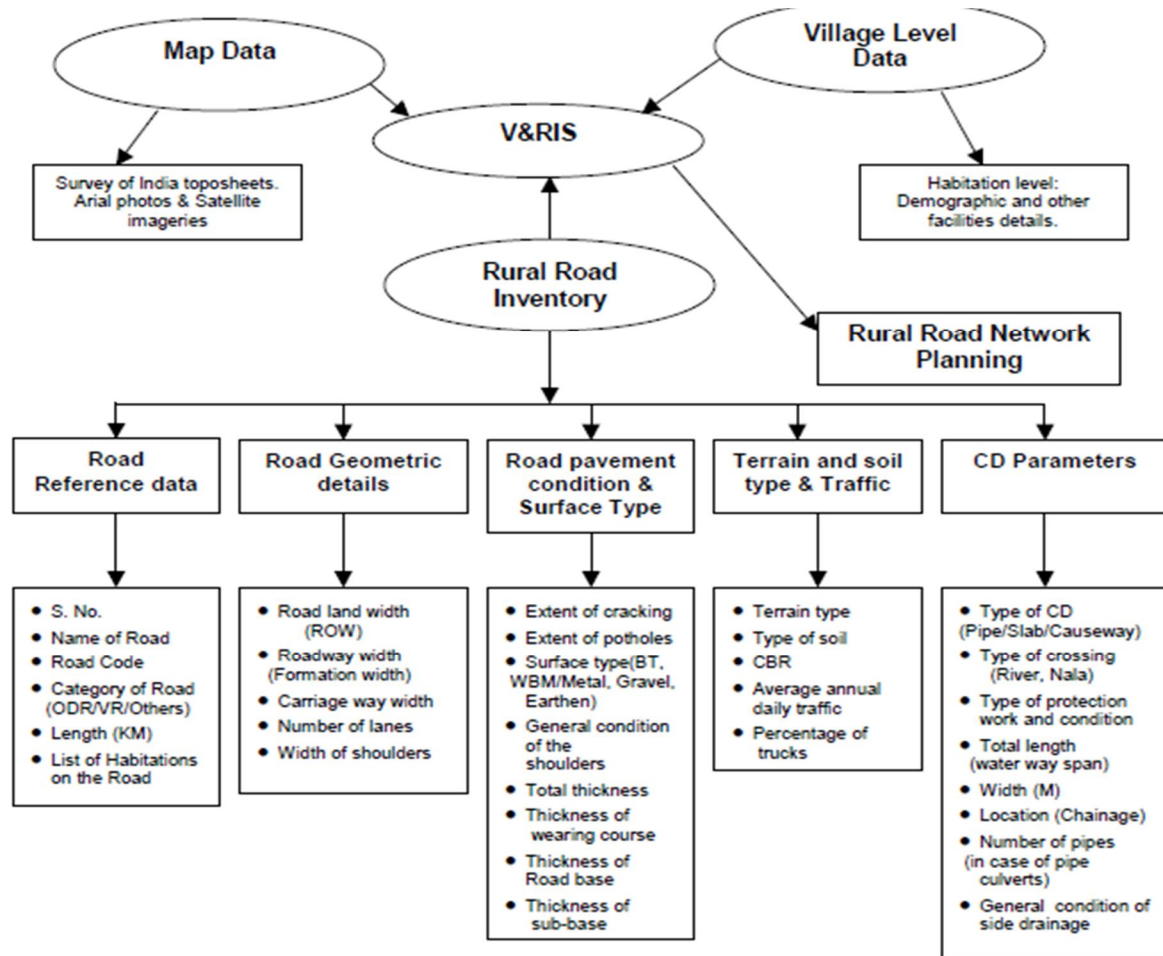 Map Data
Village Level
Data
V&RIS
Survey of India toposheets.
Arial photos & Satellite
imageries
Habitation level:
Demographic and other
facilities details.
Rural Road
Inventory
Rural Road Network
Planning
Road
Reference data
Road Geometric
details
Road pavement
condition &
Surface Type
Terrain and soil
type & Traffic
CD Parameters
• S. No.
• Name of Road
• Road Code
• Category of Road
(ODR/VR/Others)
• Length (KM)
• List of Habitations
on the Road
• Road land width
(ROW)
• Roadway width
(Formation width)
• Carriage way width
• Number of lanes
• Width of shoulders
• Extent of cracking
• Extent of potholes
• Surface type(BT,
WBM/Metal, Gravel,
Earthen)
• General condition
of the
shoulders
• Total thickness
• Thickness of
wearing course
• Thickness of
Road base
• Thickness of
sub-base
• Terrain type
• Type of soil
• CBR
• Average annual
daily traffic
• Percentage of
trucks
• Type of CD
(Pipe/Slab/Causeway)
• Type of crossing
(River, Nala)
• Type of protection
work and condition
• Total length
(water way span)
• Width (M)
• Location (Chainage)
• Number of pipes
(in case of pipe
culverts)
• General condition of
side drainage